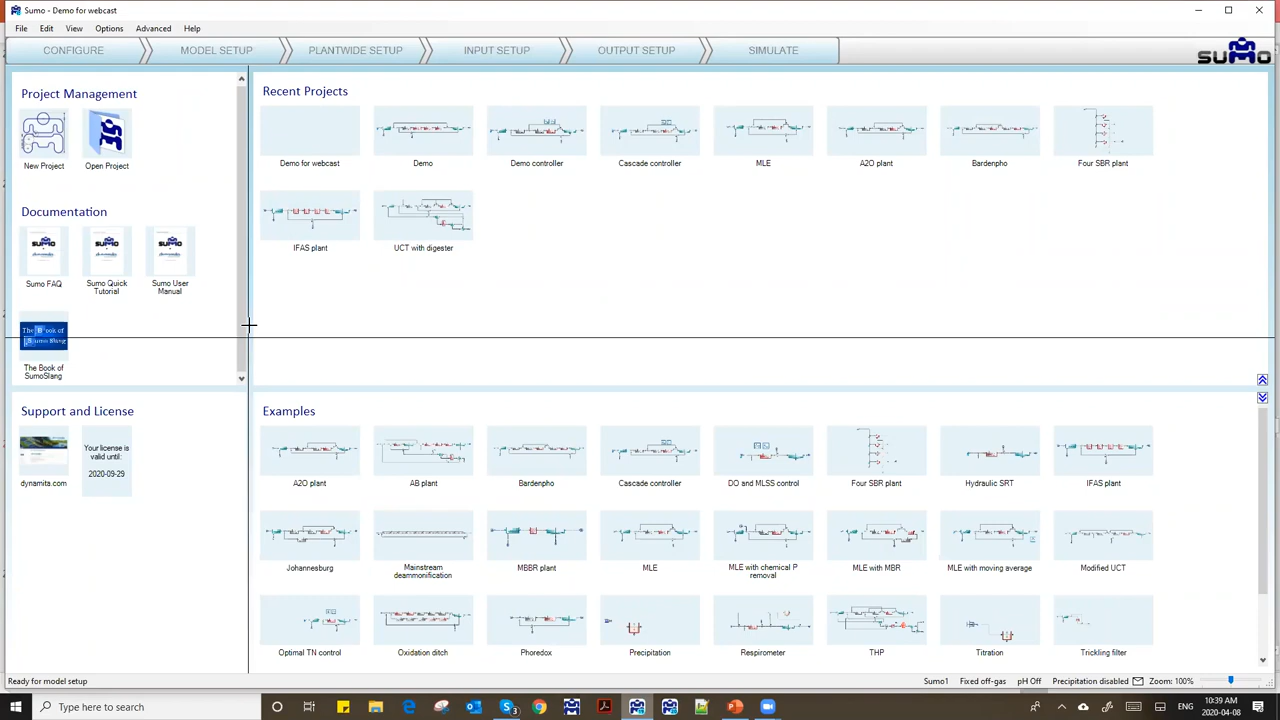 Sumo - Demo for webcast
File Edit View Options Advanced Help
CONFIGURE MODEL SETUP PLANTWIDE SETUP INPUT SETUP OUTPUT SETUP SIMULATE
SUMO
Project Management
New Project Open Project
Documentation
Sumo FAQ Sumo Quick Tutorial Sumo User Manual
The Book of
SumoSlang
The Book of
SumoSlang
Support and License
Your license is
valid until:
2020-09-29
dynamita.com
Recent Projects
Demo for webcast Demo Demo controller Cascade controller MLE A2O plant Bardenpho Four SBR plant
IFAS plant UCT with digester
Examples
A2O plant AB plant Bardenpho Cascade controller DO and MLSS control Four SBR plant Hydraulic SRT IFAS plant
Johannesburg Mainstream deammonification MBBR plant MLE MLE with chemical P removal MLE with MBR MLE with moving average Modified UCT
Optimal TN control Oxidation ditch Phoredox Precipitation Respirometer THP Titration Trickling filter
Ready for model setup Sumo1 Fixed off-gas pH Off Precipitation disabled Zoom: 100%
Type here to search
3
ENG
10:39 AM
2020-04-08